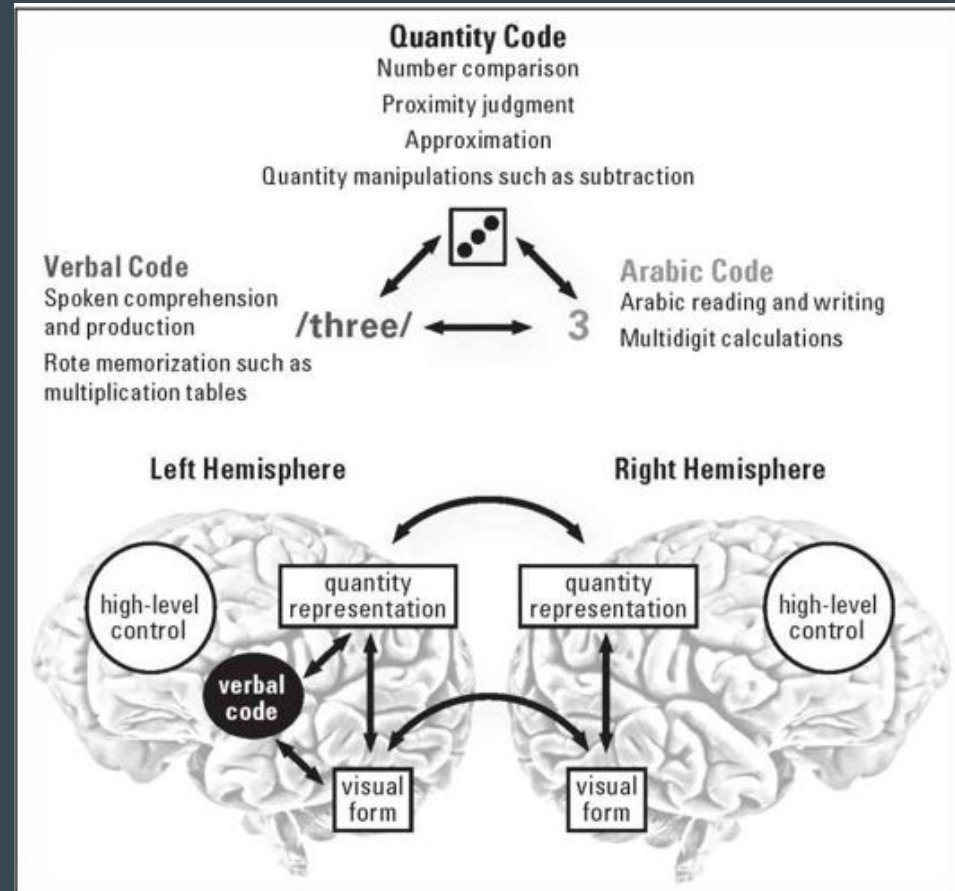 Quantity Code
Number comparison
Proximity judgment
Approximation
Quantity manipulations such as subtraction
Verbal Code
Spoken comprehension
and production
Rote memorization such as
multiplication tables
/three/
3
Arabic Code
Arabic reading and writing
Multidigit calculations
Left Hemisphere
Right Hemisphere
high-level
control
quantity
representation
verbal
code
visual
form
quantity
representation
high-level
control
visual
form